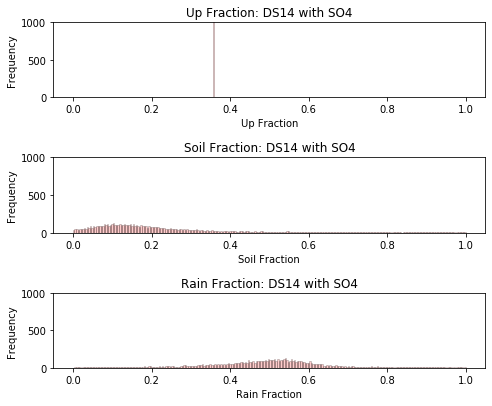 Up Fraction: DS14 with SO4
1000
500
0
Frequency
0.0 0.2 0.4 0.6 0.8 1.0
Up Fraction
Soil Fraction: DS14 with SO4
1000
500
0
Frequency
0.0 0.2 0.4 0.6 0.8 1.0
Soil Fraction
Rain Fraction: DS14 with SO4
1000
500
0
Frequency
0.0 0.2 0.4 0.6 0.8 1.0
Rain Fraction